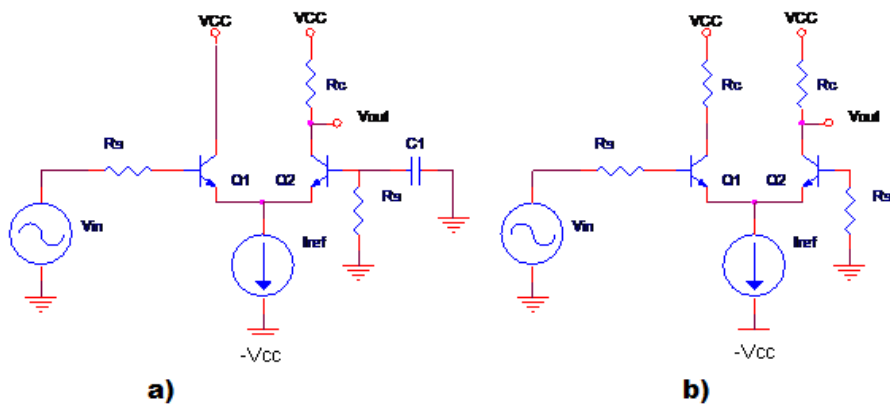 VCC VCC VCC VCC
Rc Rc Rc
Vout Vout
Rs C1 Rs
Q1 Q2 Q1 Q2
Rs Rs
Vin Iref Vin Iref
-Vcc -Vcc
a) b)